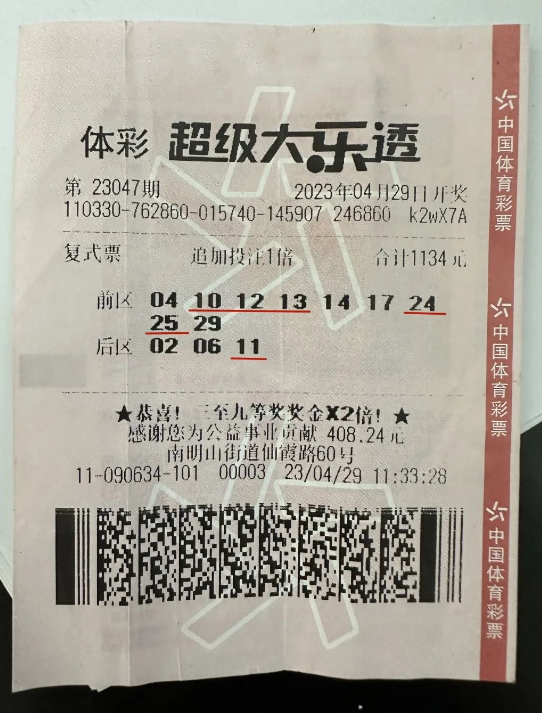 体彩 超级大乐透
第 23047期 2023年04月29日开奖
110330-762860-015740-145907 246860 k2wX7A
复式票 追加投注1倍 合计1134元
前区 04 10 12 13 14 17 24
25 29
后区 02 06 11
★恭喜! 三至九等奖奖金X2倍! ★
感谢您为公益事业贡献 408.24元
南明山街道仙霞路60号
11-090634-101 00003 23/04/29 11:33:28
中国体育彩票
中国体育彩票
中国体育彩票